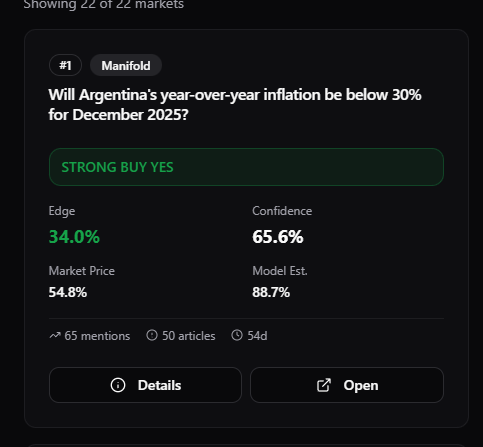 Showing 22 of 22 markets
#1 Manifold
Will Argentina's year-over-year inflation be below 30%
for December 2025?
STRONG BUY YES
Edge Confidence
34.0% 65.6%
Market Price Model Est.
54.8% 88.7%
65 mentions 50 articles 54d
Details Open